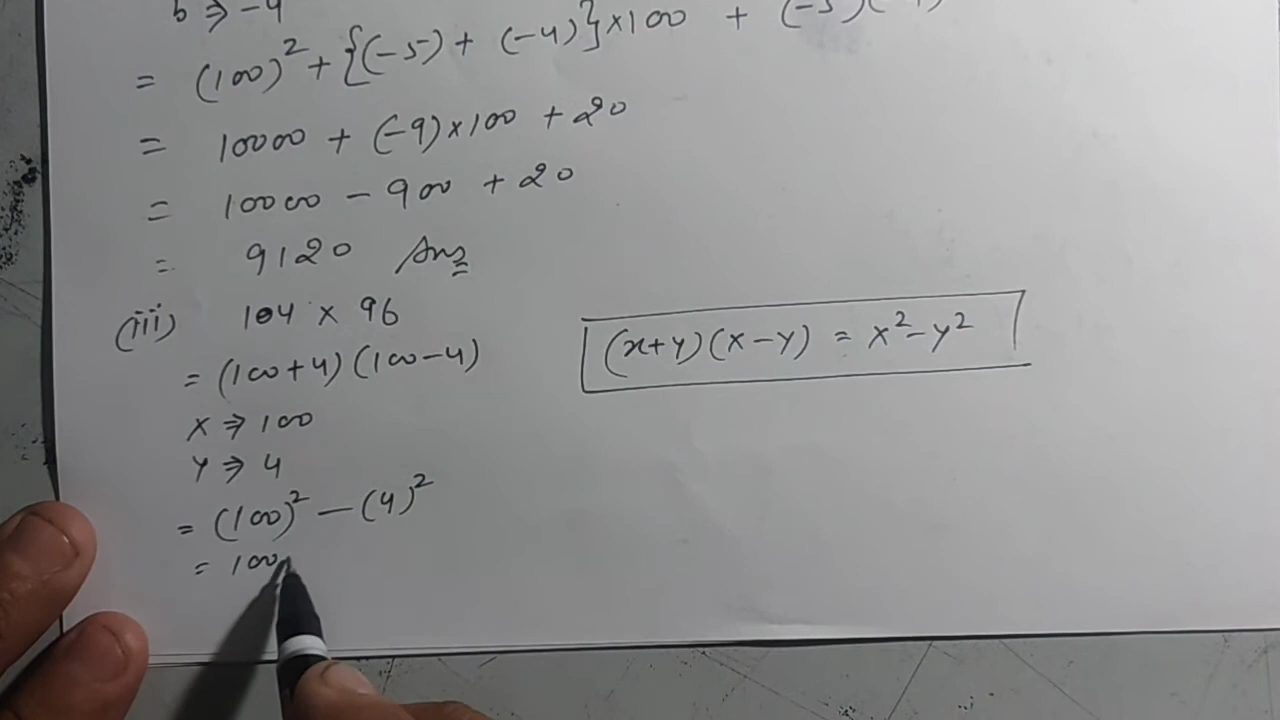 b ⇒ -4
= (100)² + {(-5) + (-4)}×100 + (-5)(-4)
= 10000 + (-9)×100 + 20
= 10000 - 900 + 20
= 9120 Ans
(iii) 104 × 96
= (100+4)(100-4)
(x+y)(x-y) = x²-y²
x ⇒ 100
y ⇒ 4
= (100)² - (4)²
= 100